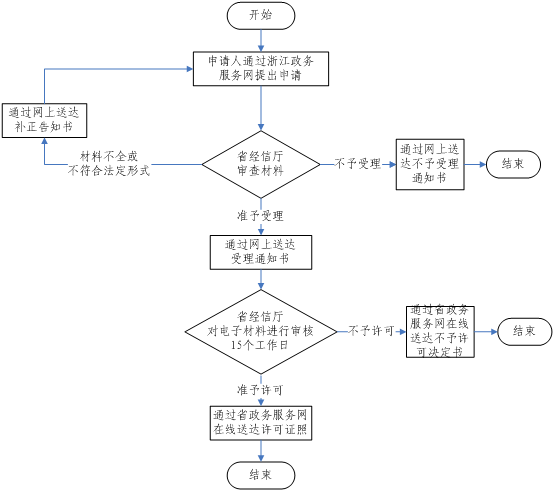 开始
申请人通过浙江政务
服务网提出申请
通过网上送达
补正告知书
材料不全或
不符合法定形式
省经信厅
审查材料
不予受理
通过网上送
达不予受理
通知书
结束
准予受理
通过网上送达
受理通知书
省经信厅
对电子材料进行审核
15个工作日
不予许可
通过省政务
服务网在线
送达不予许
可决定书
结束
准予许可
通过省政务服务网
在线送达许可证照
结束